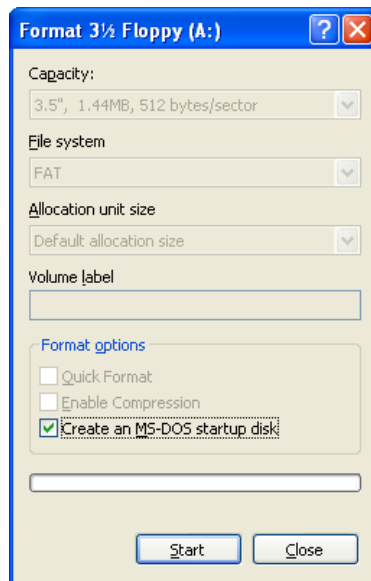 Format 3½ Floppy (A:)
Capacity:
3.5", 1.44MB, 512 bytes/sector
File system
FAT
Allocation unit size
Default allocation size
Volume label
Format options
Quick Format
Enable Compression
Create an MS-DOS startup disk
Start Close